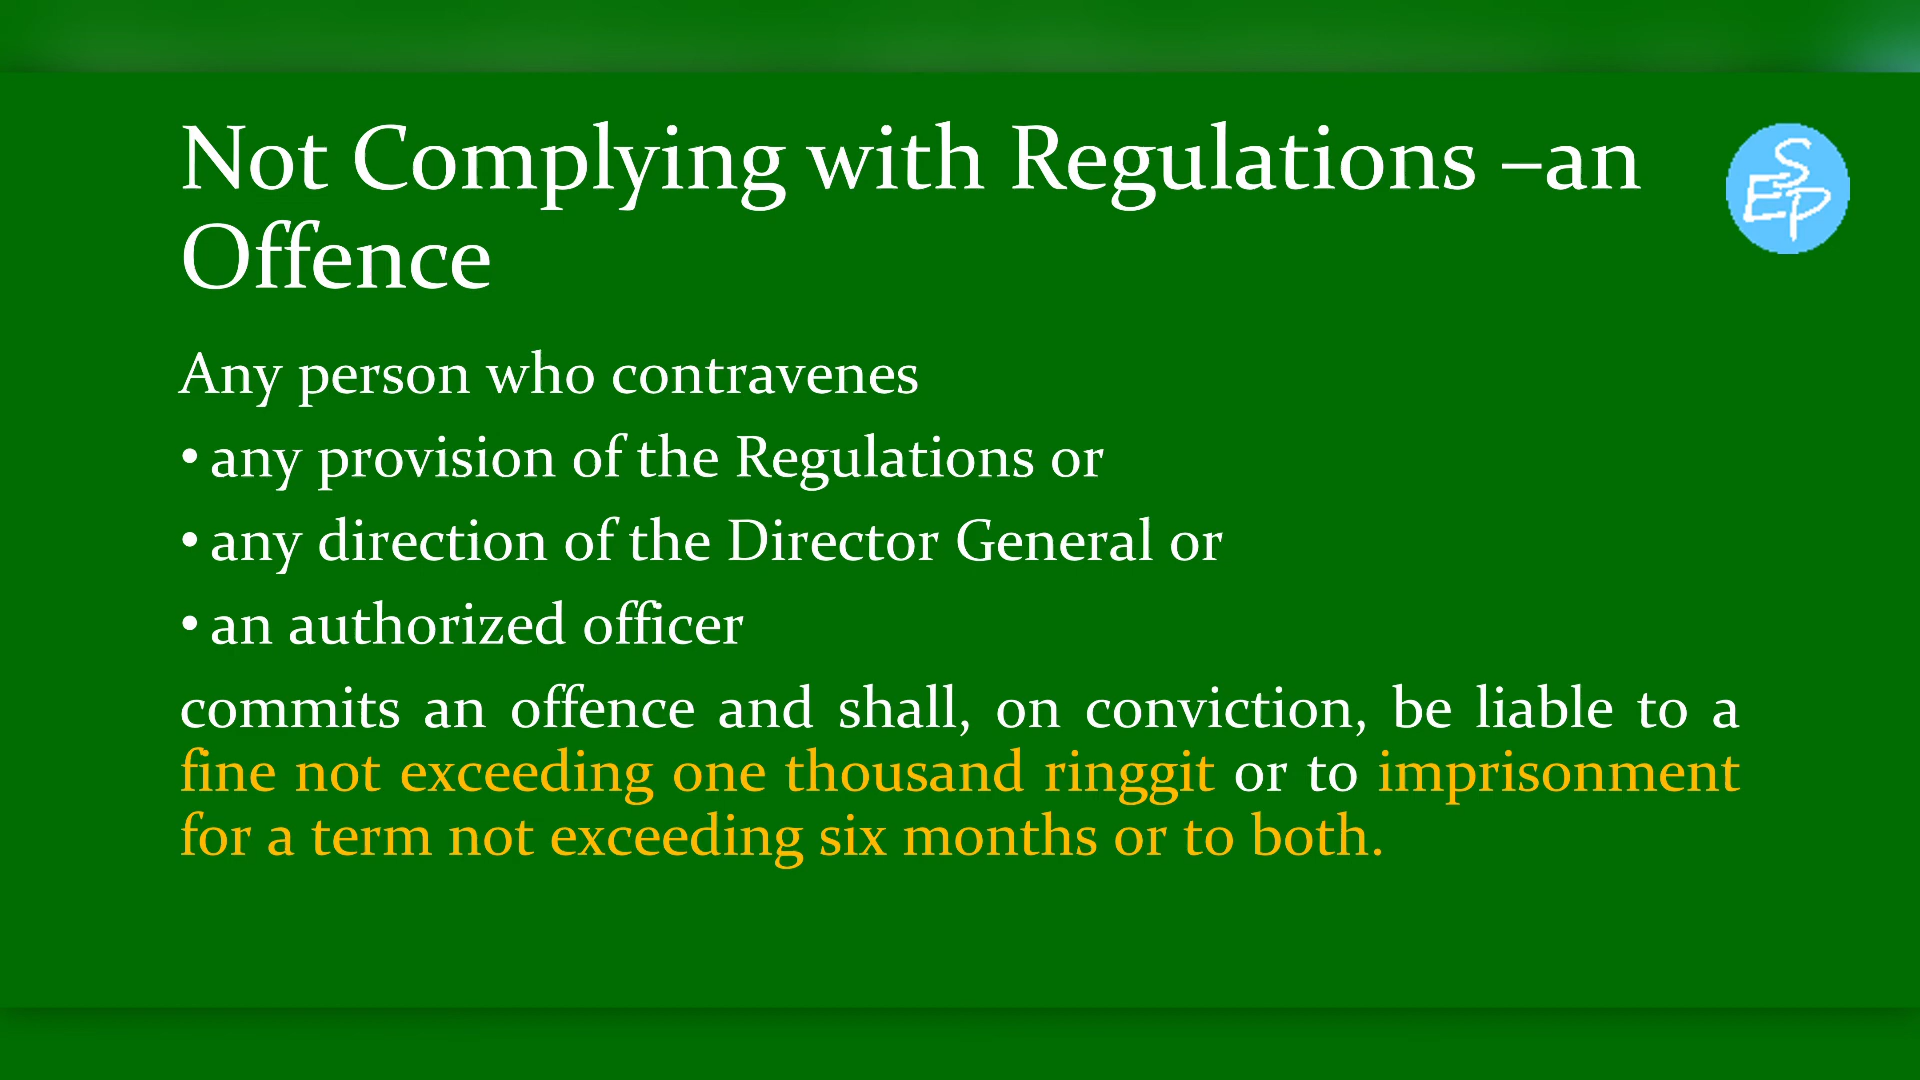 Not Complying with Regulations –an
Offence
SEP
Any person who contravenes
• any provision of the Regulations or
• any direction of the Director General or
• an authorized officer
commits an offence and shall, on conviction, be liable to a
fine not exceeding one thousand ringgit or to imprisonment
for a term not exceeding six months or to both.